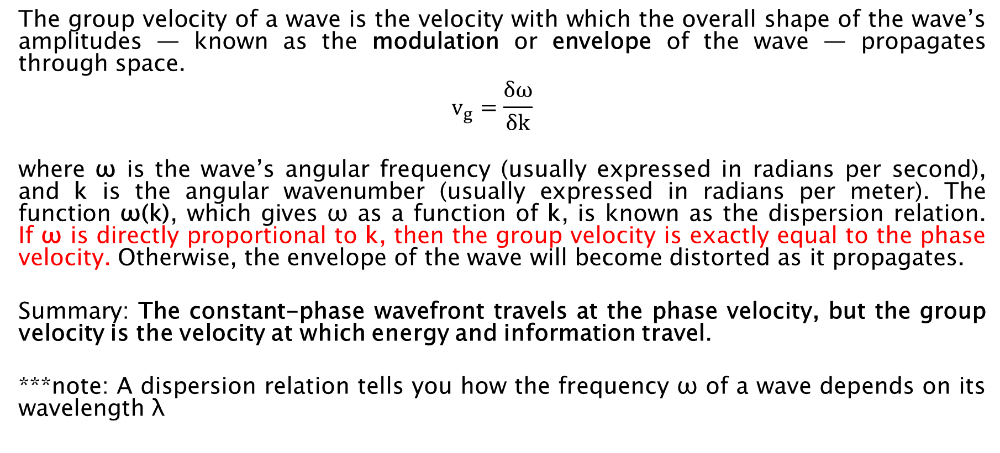 The group velocity of a wave is the velocity with which the overall shape of the wave’s
amplitudes — known as the modulation or envelope of the wave — propagates
through space.
v_g = δω/δk
where ω is the wave’s angular frequency (usually expressed in radians per second),
and k is the angular wavenumber (usually expressed in radians per meter). The
function ω(k), which gives ω as a function of k, is known as the dispersion relation.
If ω is directly proportional to k, then the group velocity is exactly equal to the phase
velocity. Otherwise, the envelope of the wave will become distorted as it propagates.
Summary: The constant-phase wavefront travels at the phase velocity, but the group
velocity is the velocity at which energy and information travel.
***note: A dispersion relation tells you how the frequency ω of a wave depends on its
wavelength λ